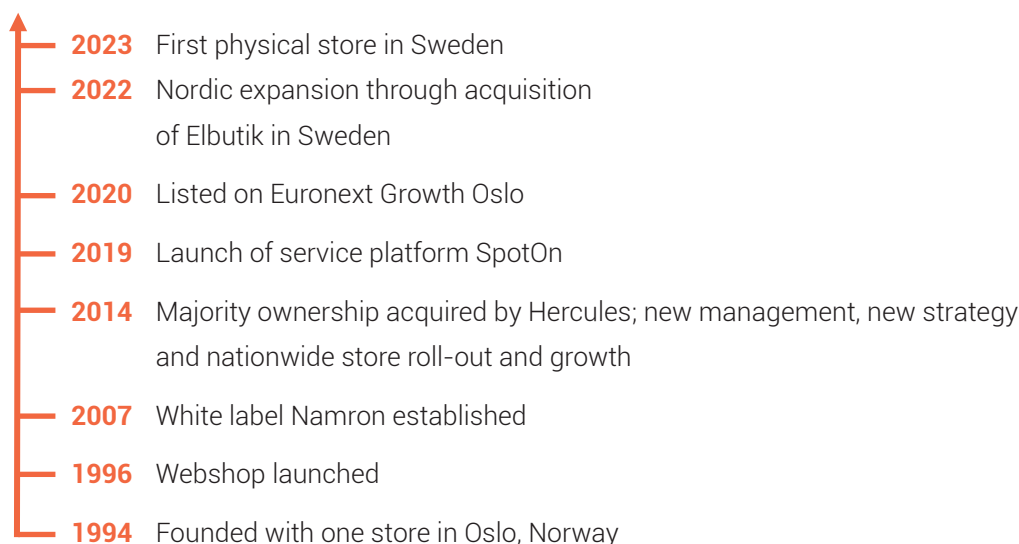 2023 First physical store in Sweden
2022 Nordic expansion through acquisition
of Elbutik in Sweden
2020 Listed on Euronext Growth Oslo
2019 Launch of service platform SpotOn
2014 Majority ownership acquired by Hercules; new management, new strategy
and nationwide store roll-out and growth
2007 White label Namron established
1996 Webshop launched
1994 Founded with one store in Oslo, Norway